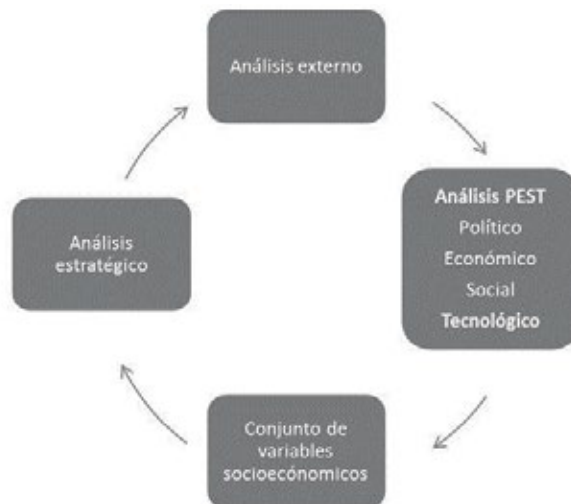 Análisis externo
Análisis PEST
Político
Económico
Social
Tecnológico
Conjunto de
variables
socioecónomicos
Análisis
estratégico